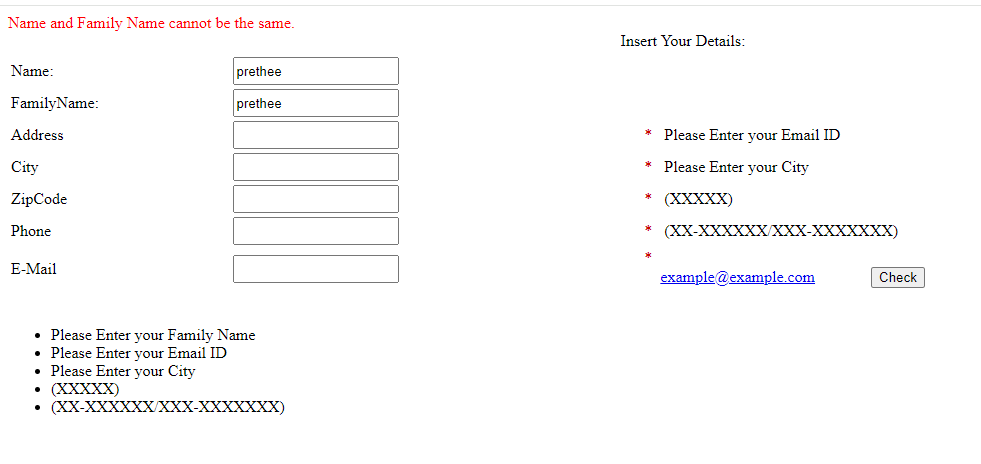 Name and Family Name cannot be the same.
Insert Your Details:
Name: prethee
FamilyName: prethee
Address * Please Enter your Email ID
City * Please Enter your City
ZipCode * (XXXXX)
Phone * (XX-XXXXXX/XXX-XXXXXXX)
*
E-Mail example@example.com Check
• Please Enter your Family Name
• Please Enter your Email ID
• Please Enter your City
• (XXXXX)
• (XX-XXXXXX/XXX-XXXXXXX)